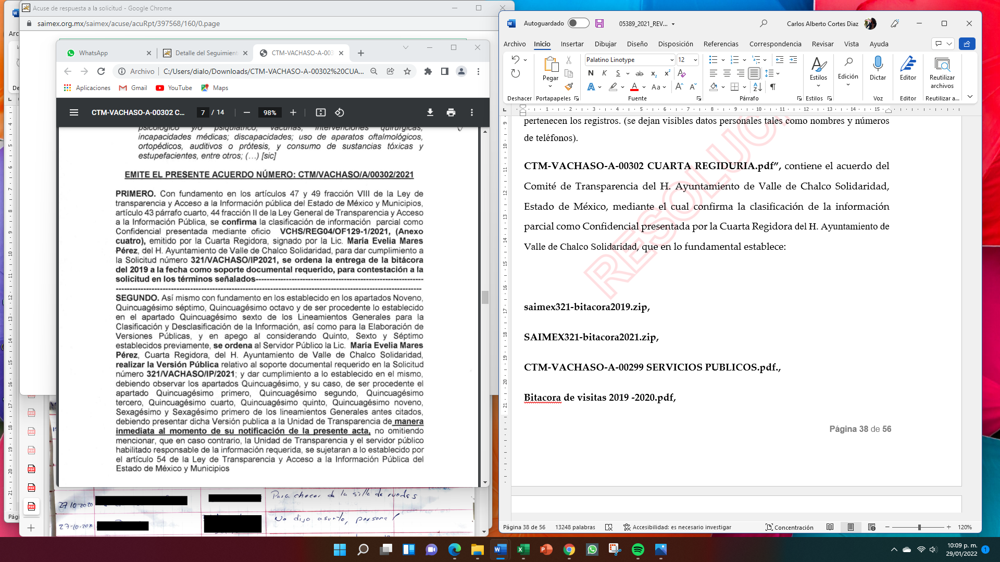 Acuse de respuesta a la solicitud - Google Chrome
saimex.org.mx/saimex/acuse/acuRpt/397568/160/0.page
WhatsApp
Detalle del Seguimient
CTM-VACHASO-A-003
Archivo
C:/Users/dialo/Downloads/CTM-VACHASO-A-00302%20CUA...
Aplicaciones
Gmail
YouTube
Maps
CTM-VACHASO-A-00302 C...
7 / 14
98%
psicológico y/o psiquiátrico, vacunas, intervenciones quirúrgicas,
incapacidades médicas; discapacidades; uso de aparatos oftalmológicos,
ortopédicos, auditivos o prótesis, y consumo de sustancias tóxicas y
estupefacientes, entre otros; (…) [sic]
EMITE EL PRESENTE ACUERDO NÚMERO: CTM/VACHASO/A/00302/2021
PRIMERO. Con fundamento en los artículos 47 y 49 fracción VIII de la Ley de
transparencia y Acceso a la Información pública del Estado de México y Municipios,
artículo 43 párrafo cuarto, 44 fracción II de la Ley General de Transparencia y Acceso
a la Información Pública, se confirma la clasificación de información parcial como
Confidencial presentada mediante oficio VCHS/REG04/OF129-1/2021, (Anexo
cuatro), emitido por la Cuarta Regidora, signado por la Lic. María Evelia Mares
Pérez, del H. Ayuntamiento de Valle de Chalco Solidaridad, para dar cumplimiento a
la Solicitud número 321/VACHASO/IP2021, se ordena la entrega de la bitácora
del 2019 a la fecha como soporte documental requerido, para contestación a la
solicitud en los términos señalados-------------------------------------------------------------
---------------------------------------------------------------------------------------------------------------
SEGUNDO. Así mismo con fundamento en los establecido en los apartados Noveno,
Quincuagésimo séptimo, Quincuagésimo octavo y de ser procedente lo establecido
en el apartado Quincuagésimo sexto de los Lineamientos Generales para la
Clasificación y Desclasificación de la Información, así como para la Elaboración de
Versiones Públicas, y en apego al considerando Quinto, Sexto y Séptimo
establecidos previamente, se ordena al Servidor Público la Lic. María Evelia Mares
Pérez, Cuarta Regidora, del H. Ayuntamiento de Valle de Chalco Solidaridad,
realizar la Versión Pública relativo al soporte documental requerido en la Solicitud
número 321/VACHASO/IP/2021; y dar cumplimiento a lo establecido en el mismo,
debiendo observar los apartados Quincuagésimo, y su caso, de ser procedente el
apartado Quincuagésimo primero, Quincuagésimo segundo, Quincuagésimo
tercero, Quincuagésimo cuarto, Quincuagésimo quinto, Quincuagésimo noveno,
Sexagésimo y Sexagésimo primero de los lineamientos Generales antes citados,
debiendo presentar dicha Versión publica a la Unidad de Transparencia de manera
inmediata al momento de su notificación de la presente acta, no omitiendo
mencionar, que en caso contrario, la Unidad de Transparencia y el servidor público
habilitado responsable de la información requerida, se sujetaran a lo establecido por
el artículo 54 de la Ley de Transparencia y Acceso a la Información Pública del
Estado de México y Municipios
27 10-2020 Para checar de la silla de ruedas
27-10-2020 No dijo asunto, personal
Autoguardado
05389_2021_REV...
Carlos Alberto Cortes Diaz
Archivo Inicio Insertar Dibujar Diseño Disposición Referencias Correspondencia Revisar Vista Ayuda
Palatino Linotype 12
Pegar
N K S ab x₂ x²
Estilos
Edición
Dictar
Editor
Reutilizar archivos
Deshacer Portapapeles Fuente Párrafo Estilos Voz Editor Reutilizar a...
pertenecen los registros. (se dejan visibles datos personales tales como nombres y números
de teléfonos).
CTM-VACHASO-A-00302 CUARTA REGIDURIA.pdf”, contiene el acuerdo del
Comité de Transparencia del H. Ayuntamiento de Valle de Chalco Solidaridad,
Estado de México, mediante el cual confirma la clasificación de la información
parcial como Confidencial presentada por la Cuarta Regidora del H. Ayuntamiento de
Valle de Chalco Solidaridad, que en lo fundamental establece:
RESOLUC
saimex321-bitacora2019.zip,
SAIMEX321-bitacora2021.zip,
CTM-VACHASO-A-00299 SERVICIOS PUBLICOS.pdf.,
Bitacora de visitas 2019 -2020.pdf,
Página 38 de 56
Página 38 de 56
13248 palabras
Accesibilidad: es necesario investigar
Concentración
120%
10:09 p. m.
29/01/2022
1